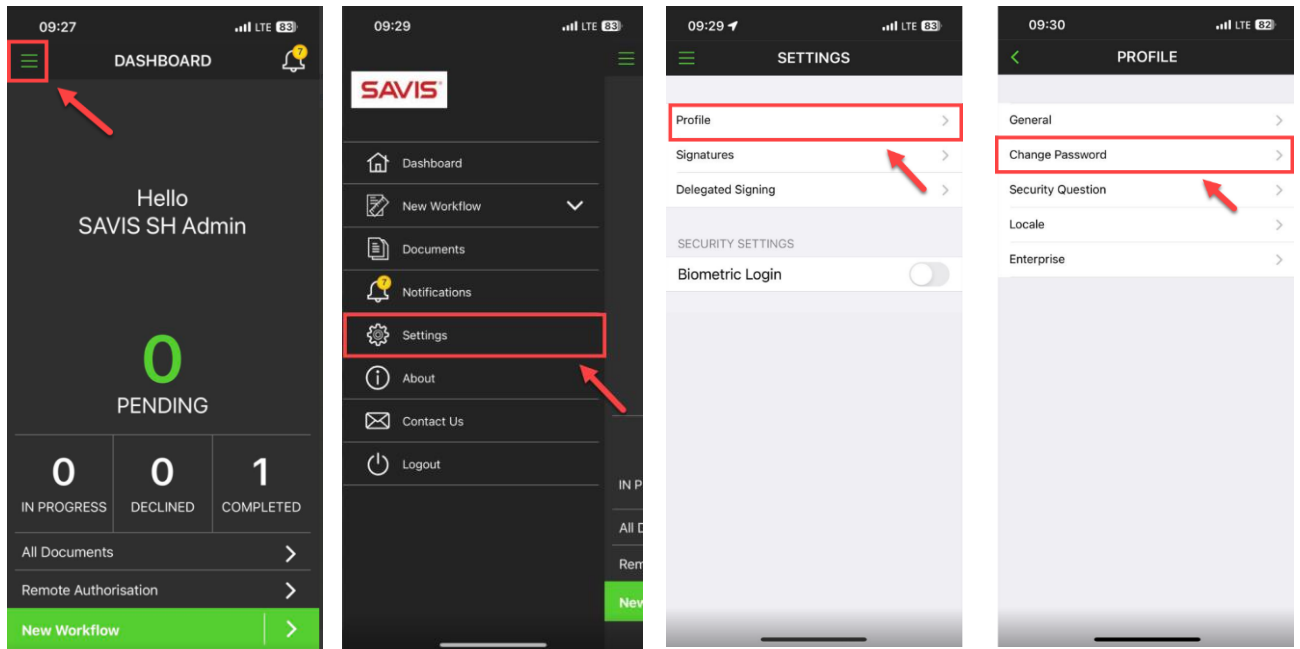 09:27
LTE 83
DASHBOARD
7
Hello
SAVIS SH Admin
0
PENDING
0 0 1
IN PROGRESS DECLINED COMPLETED
All Documents
Remote Authorisation
New Workflow
09:29
LTE 83
SAVIS
Dashboard
New Workflow
Documents
7
Notifications
Settings
About
Contact Us
Logout
IN P
All D
Rem
New
09:29
LTE 83
SETTINGS
Profile
Signatures
Delegated Signing
SECURITY SETTINGS
Biometric Login
09:30
LTE 82
PROFILE
General
Change Password
Security Question
Locale
Enterprise